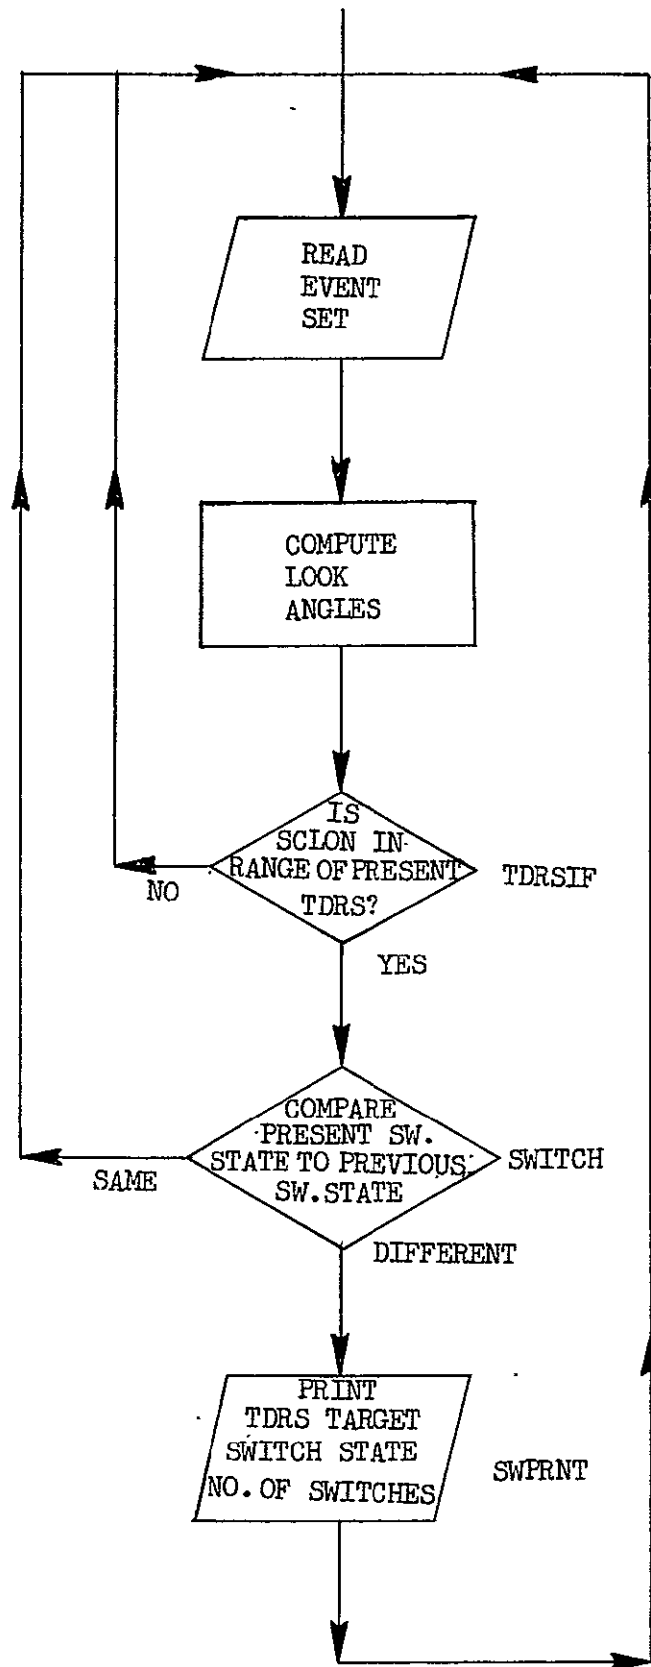 READ
EVENT
SET
COMPUTE
LOOK
ANGLES
IS
SCLON IN
RANGE OF PRESENT
TDRS?
TDRSIF
NO
YES
COMPARE
PRESENT SW.
STATE TO PREVIOUS
SW. STATE
SWITCH
SAME
DIFFERENT
PRINT
TDRS TARGET
SWITCH STATE
NO. OF SWITCHES
SWPRNT